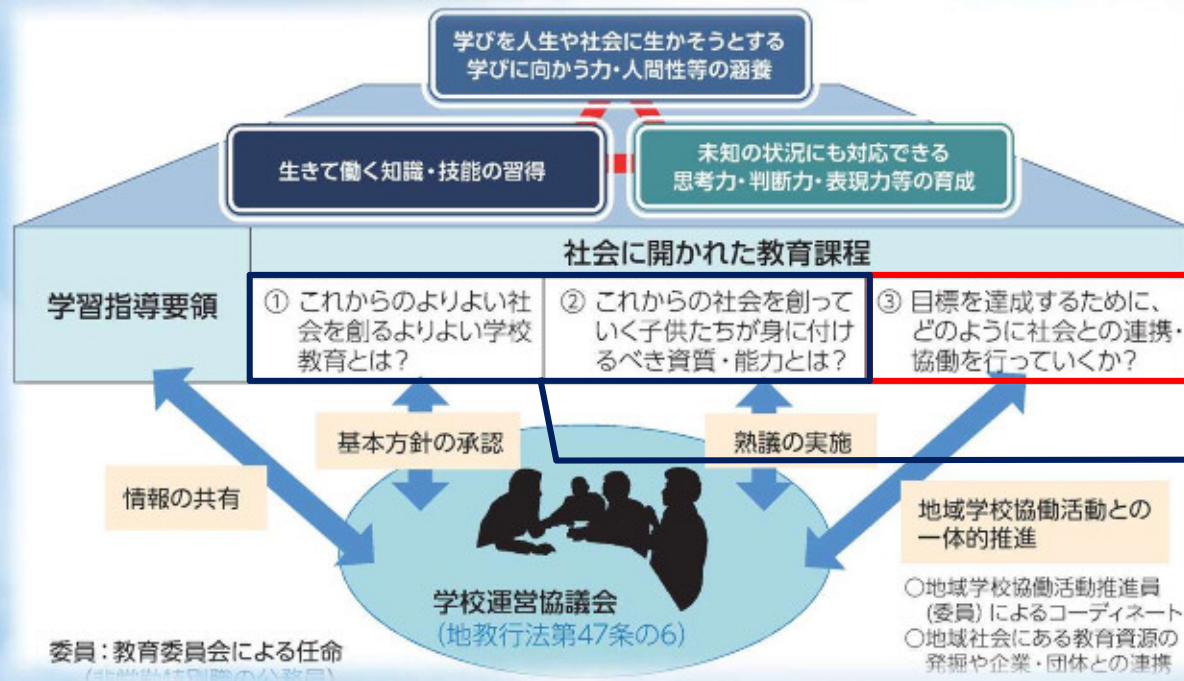 学びを人生や社会に生かそうとする
学びに向かう力・人間性等の涵養
生きて働く知識・技能の習得
未知の状況にも対応できる
思考力・判断力・表現力等の育成
学習指導要領
社会に開かれた教育課程
① これからのよりよい社
会を創るよりよい学校
教育とは?
② これからの社会を創って
いく子供たちが身に付け
るべき資質・能力とは?
③ 目標を達成するために、
どのように社会との連携・
協働を行っていくか?
基本方針の承認
熟議の実施
情報の共有
地域学校協働活動との
一体的推進
学校運営協議会
(地教行法第47条の6)
○地域学校協働活動推進員
(委員)によるコーディネート
○地域社会にある教育資源の
発掘や企業・団体との連携
委員:教育委員会による任命
(非常勤特別職の公務員)